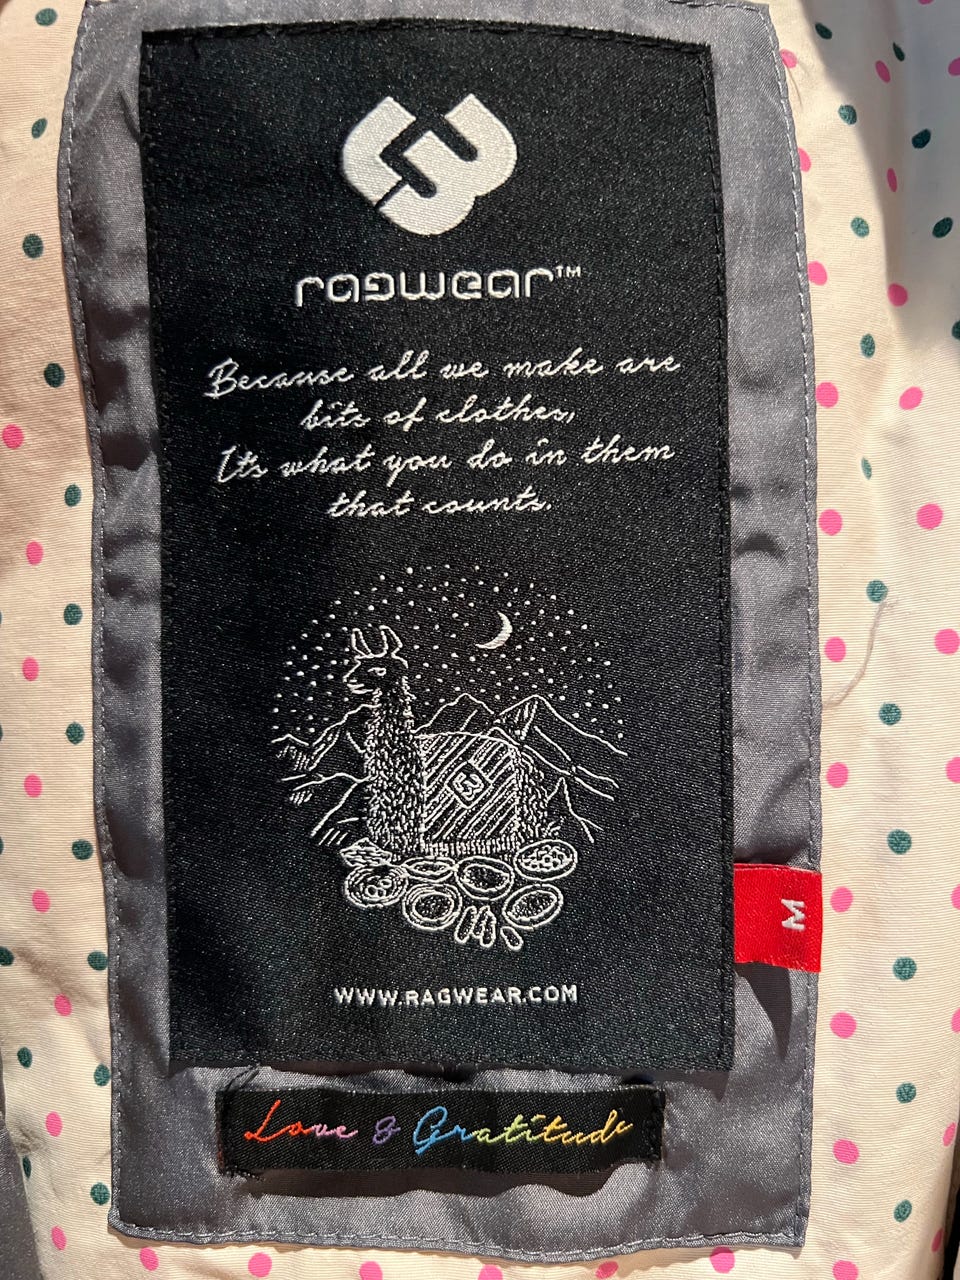 ragwear™
Because all we make are
bits of clothes,
Its what you do in them
that counts.
M
WWW.RAGWEAR.COM
Love & Gratitude